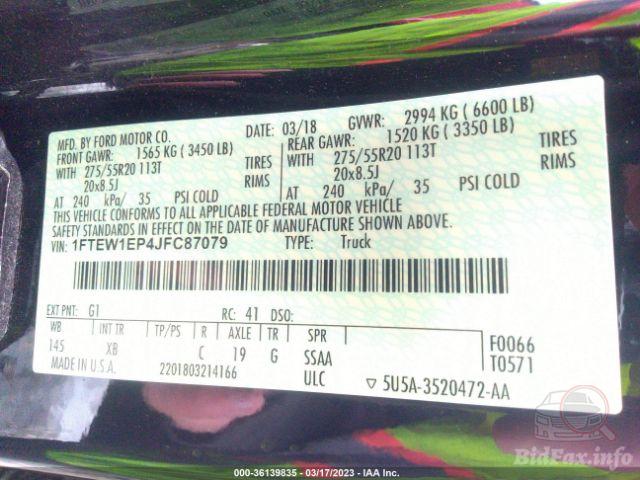 MFD. BY FORD MOTOR CO.
DATE: 03/18 GVWR: 2994 KG ( 6600 LB)
FRONT GAWR: 1565 KG ( 3450 LB)
REAR GAWR: 1520 KG ( 3350 LB)
WITH 275/55R20 113T TIRES
WITH 275/55R20 113T TIRES
20x8.5J RIMS
20x8.5J RIMS
AT 240 kPa/ 35 PSI COLD
AT 240 kPa/ 35 PSI COLD
THIS VEHICLE CONFORMS TO ALL APPLICABLE FEDERAL MOTOR VEHICLE
SAFETY STANDARDS IN EFFECT ON THE DATE OF MANUFACTURE SHOWN ABOVE.
VIN: 1FTEW1EP4JFC87079 TYPE: Truck
EXT PNT: G1 RC: 41 DSO:
WB INT TR TP/PS R AXLE TR SPR
145 XB C 19 G SSAA
F0066
T0571
MADE IN U.S.A. 2201803214166 ULC
▽ 5U5A-3520472-AA
BidFax.info
000-36139835 - 03/17/2023 - IAA Inc.